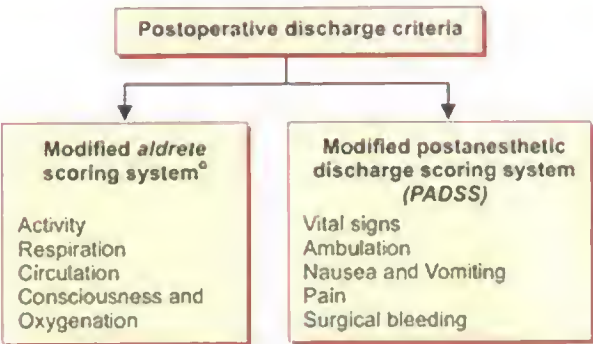 Postoperative discharge criteria
Modified aldrete
scoring system
Activity
Respiration
Circulation
Consciousness and
Oxygenation
Modified postanesthetic
discharge scoring system
(PADSS)
Vital signs
Ambulation
Nausea and Vomiting
Pain
Surgical bleeding